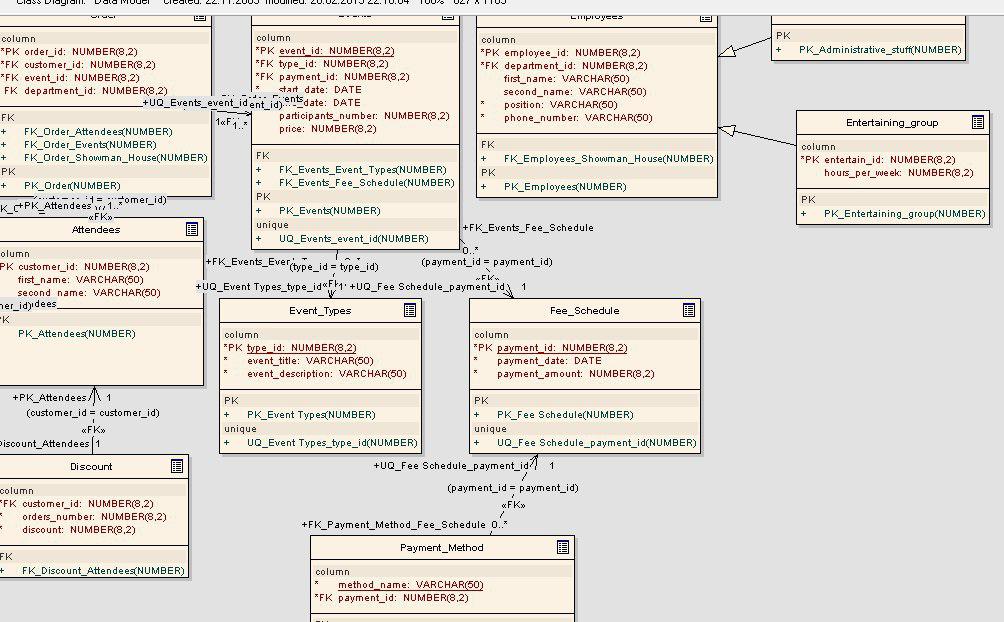 Class Diagram: "Data Model" created: 22.11.2005 modified: 26.02.2015 22:16:04 100% 827 x 1165
Order
column
*PK order_id: NUMBER(8,2)
*FK customer_id: NUMBER(8,2)
*FK event_id: NUMBER(8,2)
FK department_id: NUMBER(8,2)
FK
+ FK_Order_Attendees(NUMBER)
+ FK_Order_Events(NUMBER)
+ FK_Order_Showman_House(NUMBER)
PK
+ PK_Order(NUMBER)
Events
column
*PK event_id: NUMBER(8,2)
*FK type_id: NUMBER(8,2)
*FK payment_id: NUMBER(8,2)
* start_date: DATE
date: DATE
participants_number: NUMBER(8,2)
price: NUMBER(8,2)
FK
+ FK_Events_Event_Types(NUMBER)
+ FK_Events_Fee_Schedule(NUMBER)
PK
+ PK_Events(NUMBER)
unique
+ UQ_Events_event_id(NUMBER)
+UQ_Events_event_id
Employees
column
*PK employee_id: NUMBER(8,2)
*FK department_id: NUMBER(8,2)
first_name: VARCHAR(50)
second_name: VARCHAR(50)
* position: VARCHAR(50)
* phone_number: VARCHAR(50)
FK
+ FK_Employees_Showman_House(NUMBER)
PK
+ PK_Employees(NUMBER)
PK
+ PK_Administrative_stuff(NUMBER)
Entertaining_group
column
*PK entertain_id: NUMBER(8,2)
hours_per_week: NUMBER(8,2)
PK
+ PK_Entertaining_group(NUMBER)
+PK_Attendees 1..*
«FK»
Attendees
column
PK customer_id: NUMBER(8,2)
first_name: VARCHAR(50)
second_name: VARCHAR(50)
PK_Attendees(NUMBER)
+FK_Events_Fee_Schedule
0..*
(payment_id = payment_id)
«FK»
(type_id = type_id)
+UQ_Event Types_type_id
+UQ_Fee Schedule_payment_id 1
Event_Types
column
*PK type_id: NUMBER(8,2)
* event_title: VARCHAR(50)
* event_description: VARCHAR(50)
PK
+ PK_Event Types(NUMBER)
unique
+ UQ_Event Types_type_id(NUMBER)
Fee_Schedule
column
*PK payment_id: NUMBER(8,2)
* payment_date: DATE
* payment_amount: NUMBER(8,2)
PK
+ PK_Fee Schedule(NUMBER)
unique
+ UQ_Fee Schedule_payment_id(NUMBER)
+PK_Attendees 1
(customer_id = customer_id)
«FK»
Discount_Attendees 1
Discount
column
*FK customer_id: NUMBER(8,2)
* orders_number: NUMBER(8,2)
* discount: NUMBER(8,2)
FK
+ FK_Discount_Attendees(NUMBER)
+UQ_Fee Schedule_payment_id 1
(payment_id = payment_id)
«FK»
+FK_Payment_Method_Fee_Schedule 0..*
Payment_Method
column
* method_name: VARCHAR(50)
*FK payment_id: NUMBER(8,2)